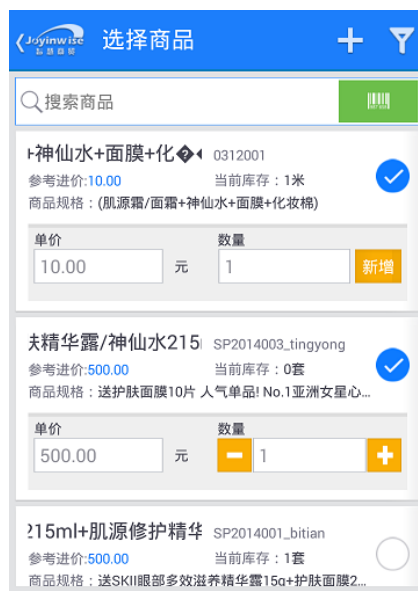 Joyinwise
选择商品
搜索商品
+神仙水+面膜+化 0312001
参考进价:10.00 当前库存：1米
商品规格：(肌源霜/面霜+神仙水+面膜+化妆棉)
单价 数量
10.00 元 1 新增
精华露/神仙水215 SP2014003_tingyong
参考进价:500.00 当前库存：0套
商品规格：送护肤面膜10片 人气单品! No.1亚洲女星心...
单价 数量
500.00 元 1
215ml+肌源修护精华 SP2014001_bitian
参考进价:500.00 当前库存：1套
商品规格：送SKII眼部多效滋养精华露15g+护肤面膜2...